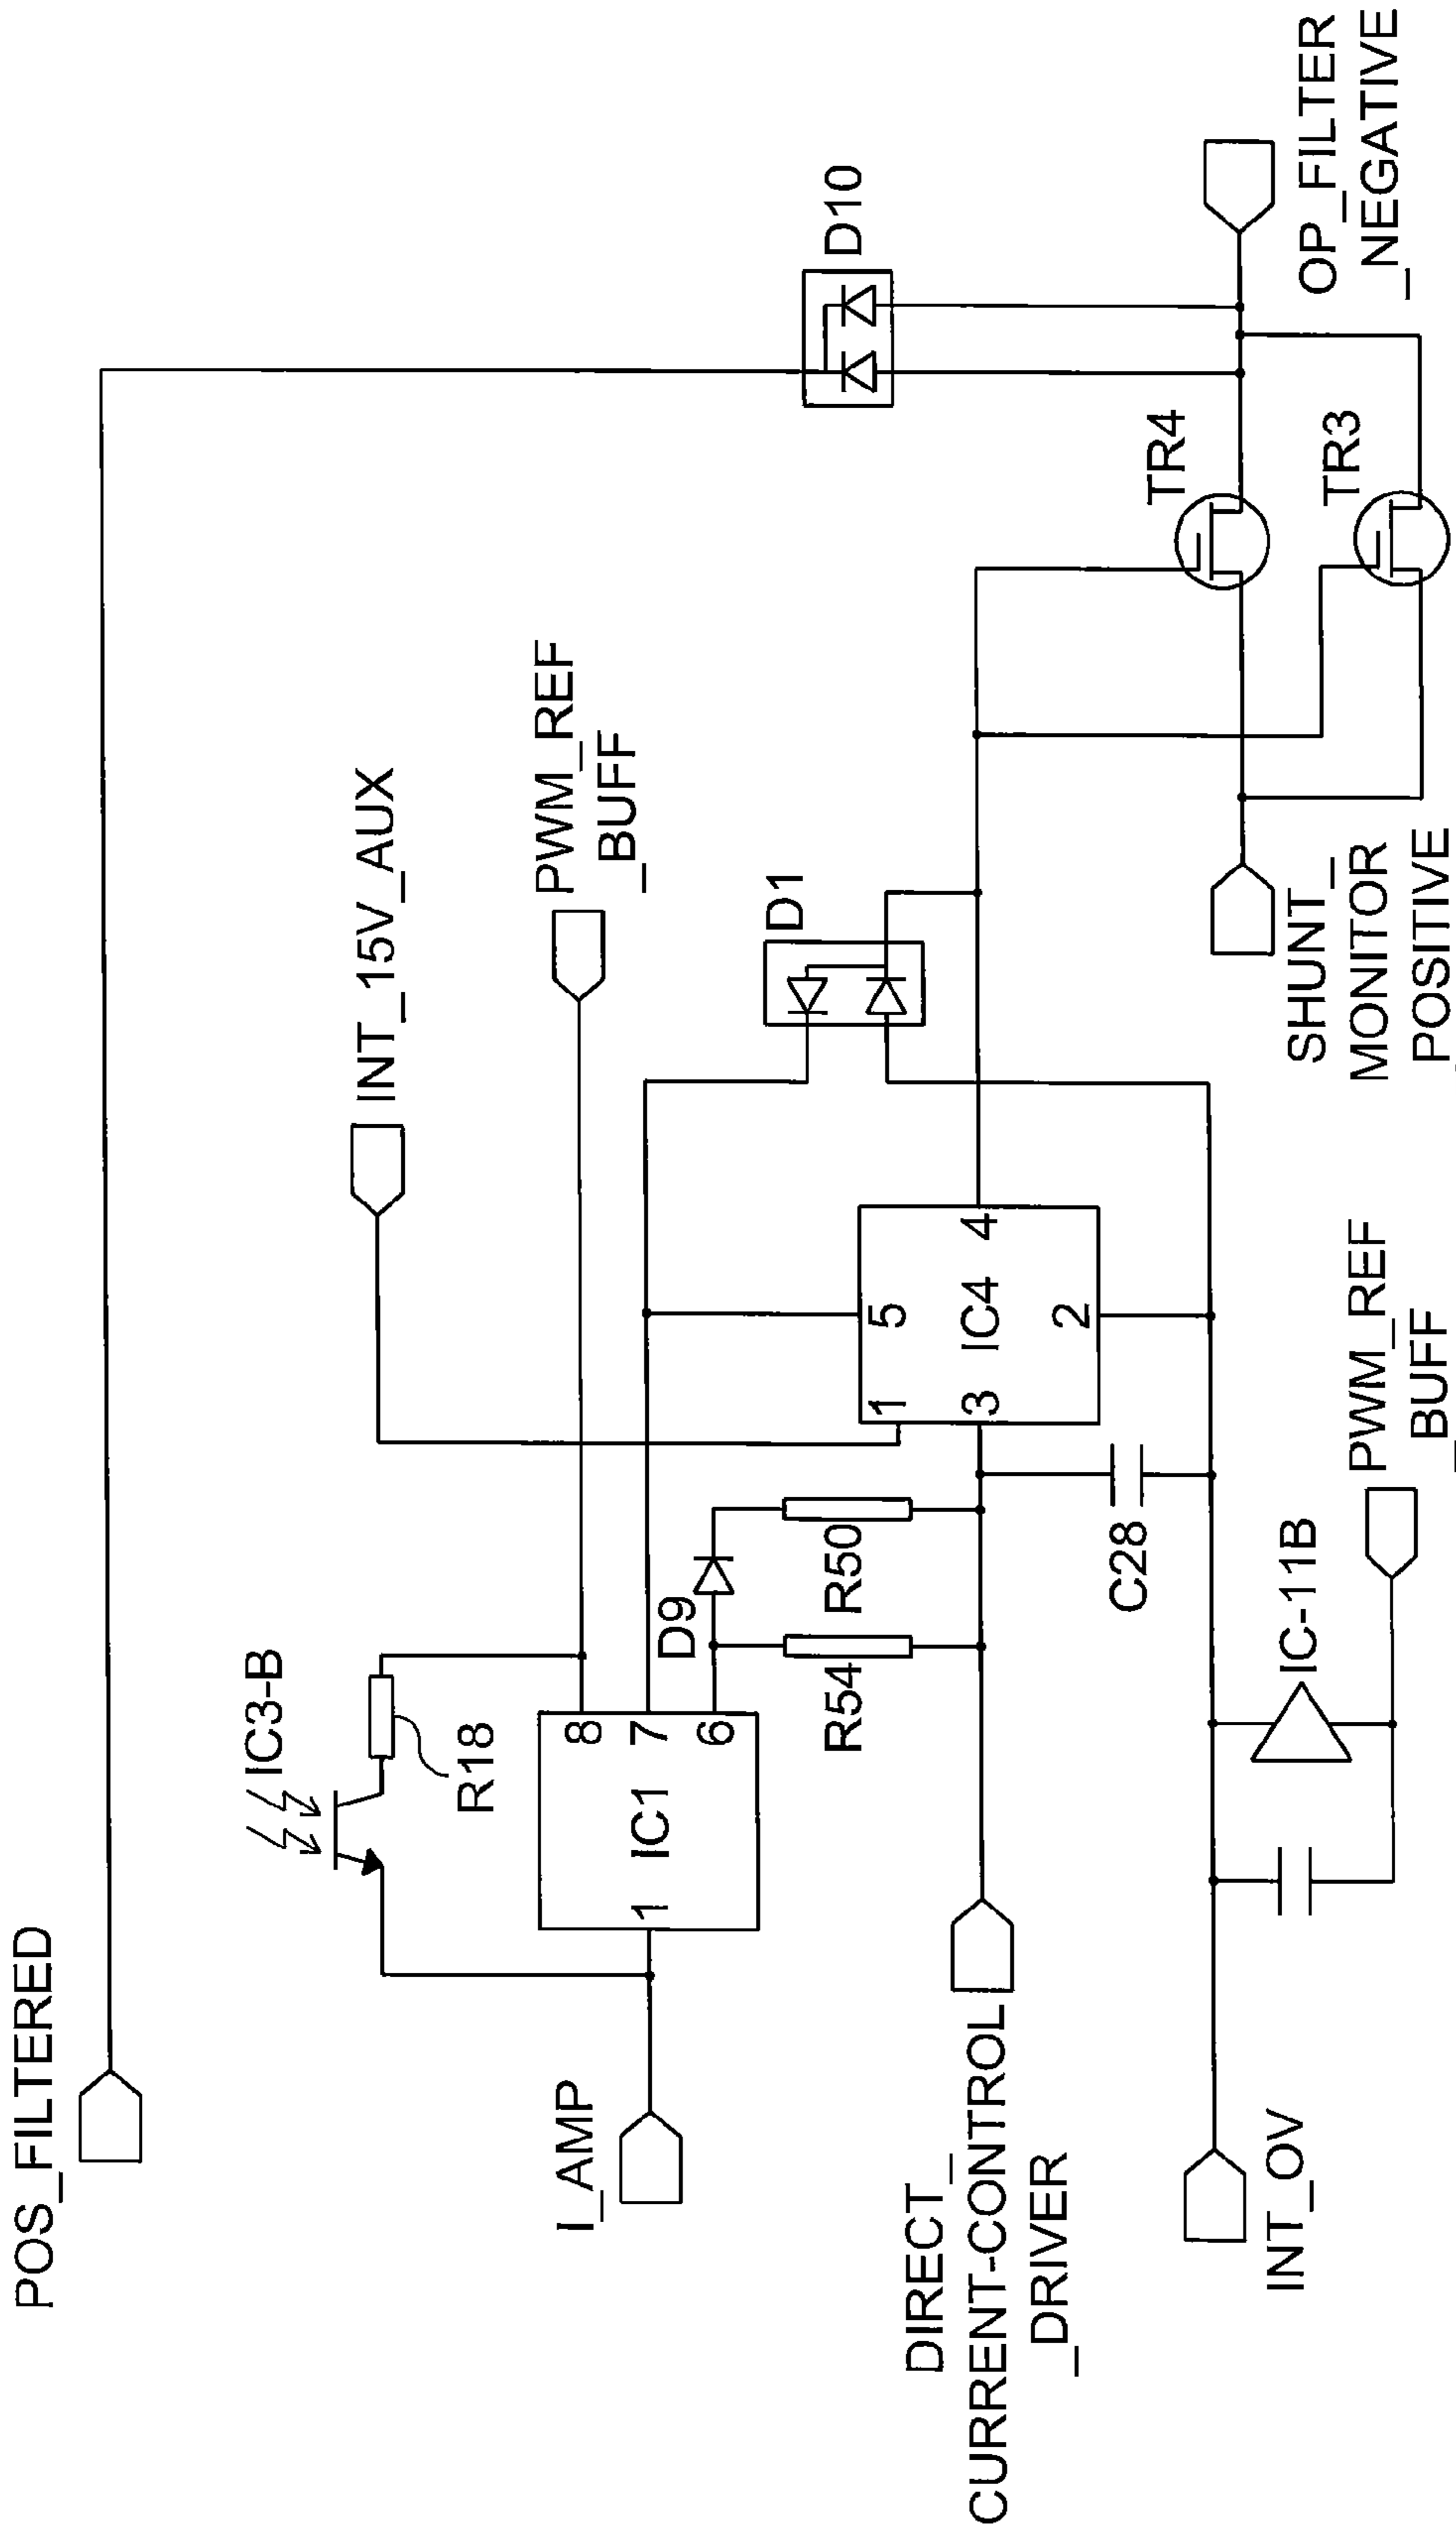 POS_FILTERED
INT_15V_AUX
PWM_REF
_BUFF
IC3-B
R18
I_AMP
1
IC1
8
7
6
D9
R54
R50
D1
D10
DIRECT_
CURRENT-CONTROL
_DRIVER
1
5
3
IC4
4
2
C28
INT_OV
IC-11B
PWM_REF
_BUFF
TR4
TR3
SHUNT_
MONITOR
_POSITIVE
OP_FILTER
_NEGATIVE